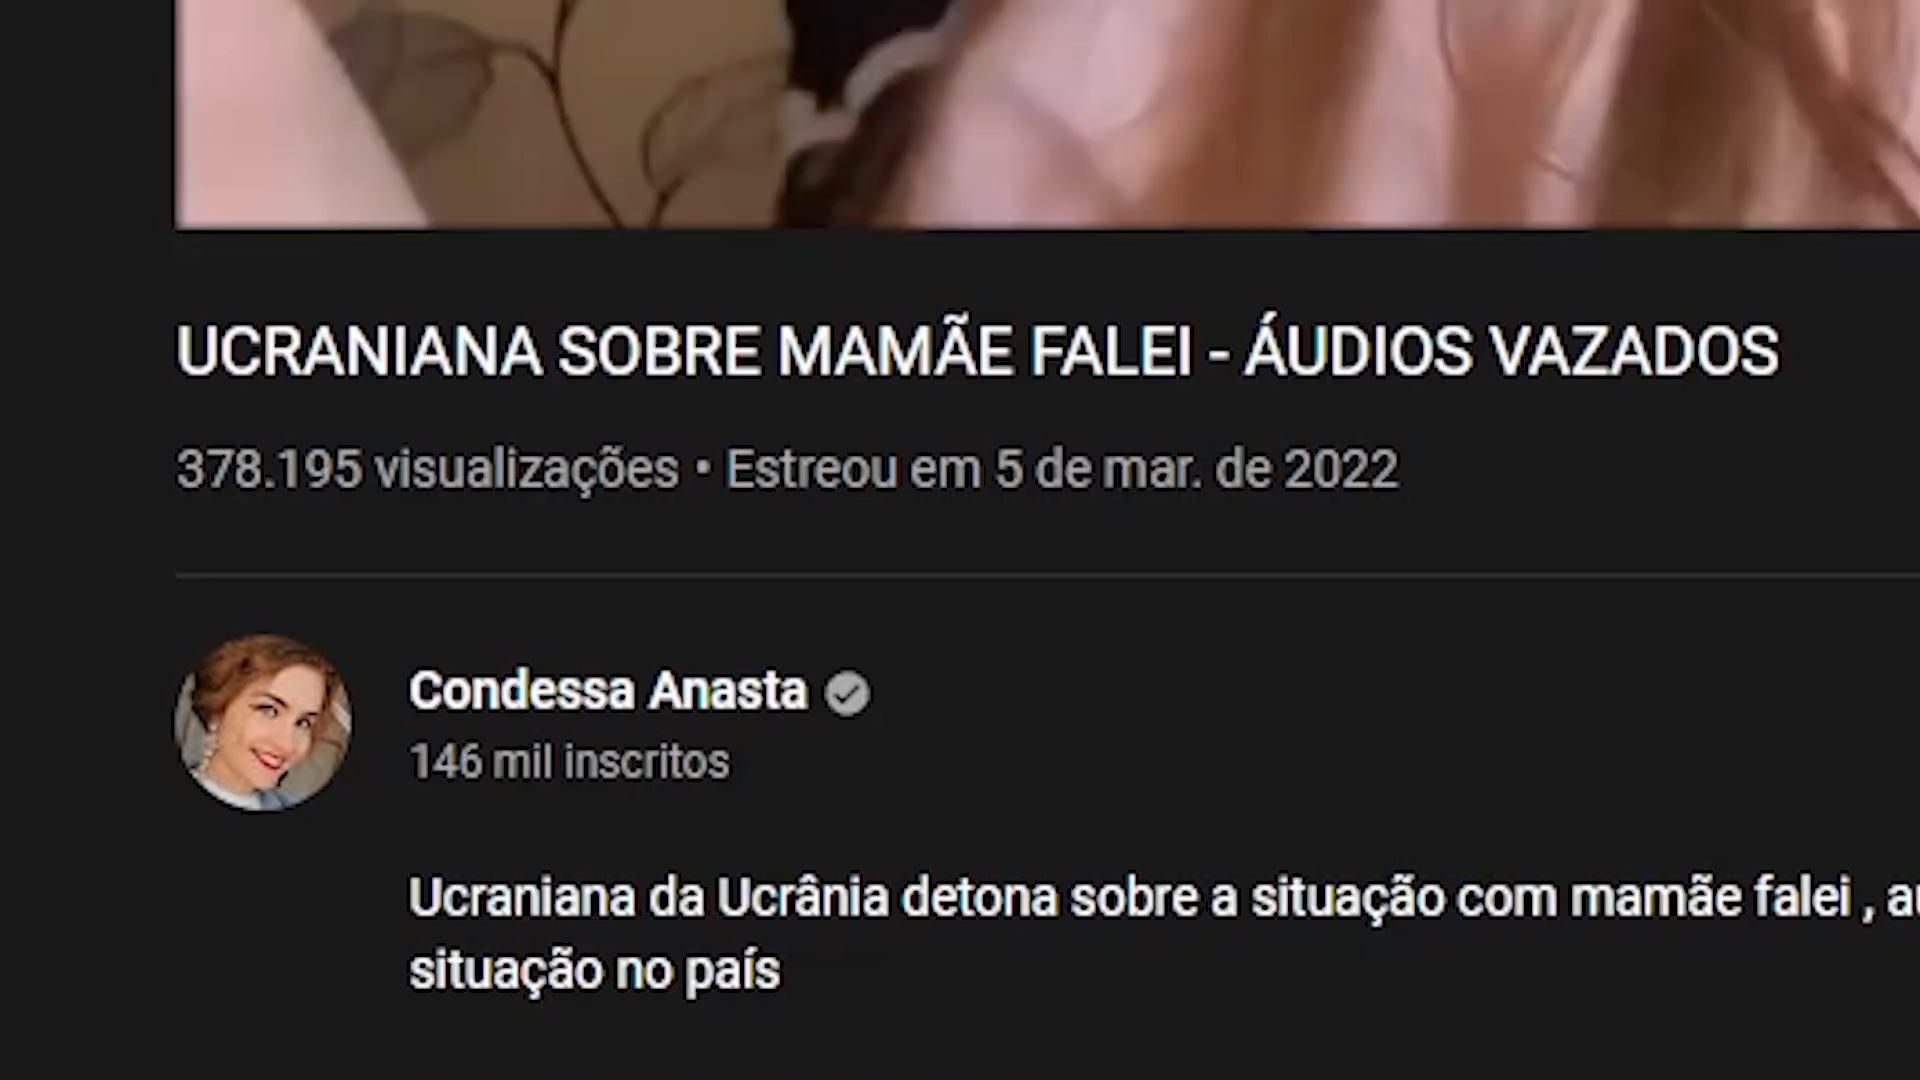 UCRANIANA SOBRE MAMÃE FALEI - ÁUDIOS VAZADOS
378.195 visualizações • Estreou em 5 de mar. de 2022
Condessa Anasta
146 mil inscritos
Ucraniana da Ucrânia detona sobre a situação com mamãe falei ,
situação no país